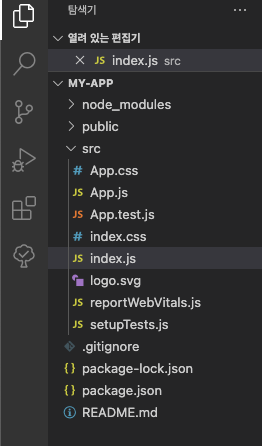 탐색기 ...
열려 있는 편집기
JS index.js src
MY-APP
node_modules
public
src
# App.css
JS App.js
JS App.test.js
# index.css
JS index.js
logo.svg
JS reportWebVitals.js
JS setupTests.js
.gitignore
{} package-lock.json
{} package.json
README.md